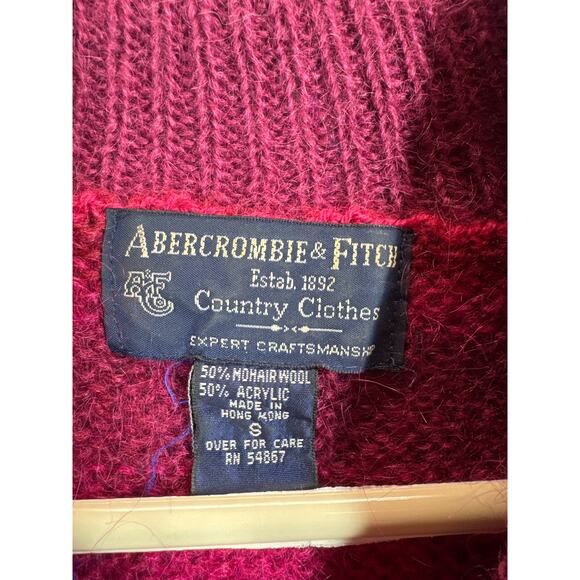 ABERCROMBIE & FITCH
Estab. 1892
A&F
Country Clothes
EXPERT CRAFTSMANSHIP
50% MOHAIR WOOL
50% ACRYLIC
MADE IN
HONG KONG
S
OVER FOR CARE
RN 54867